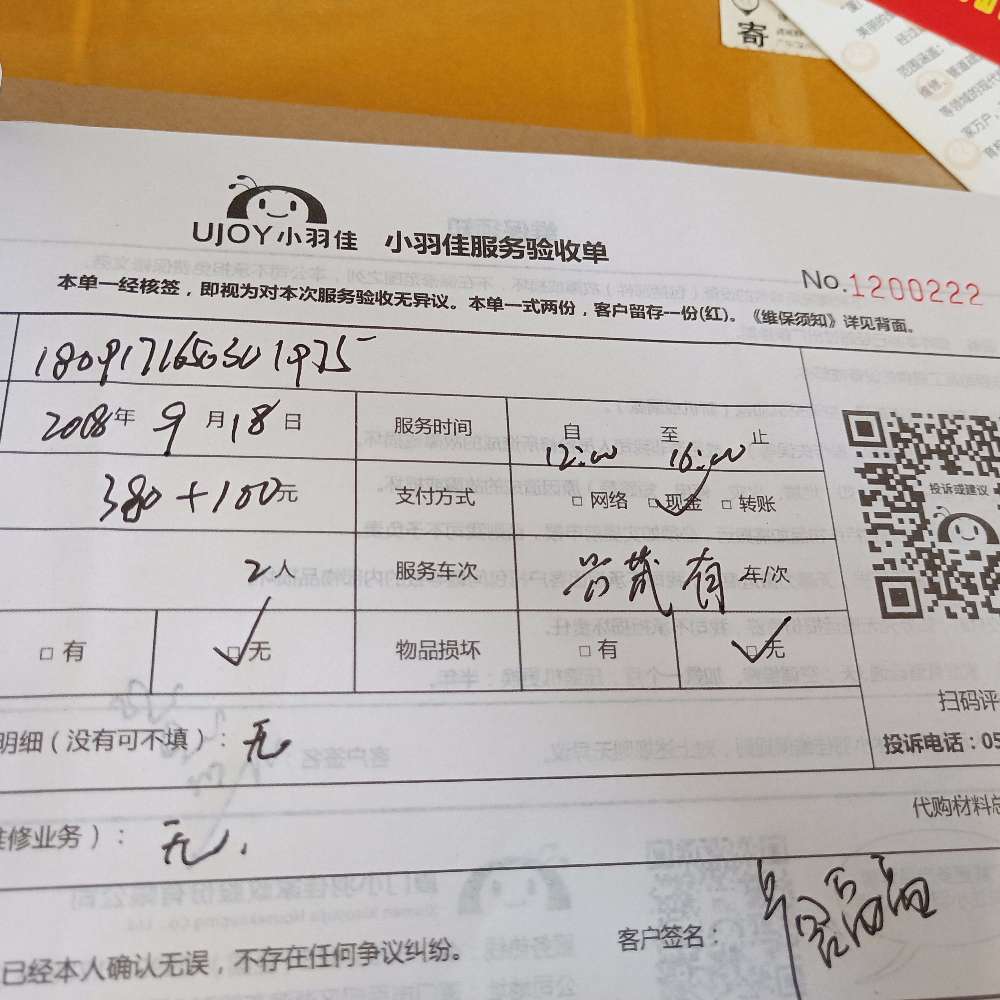 寄
UJOY小羽佳 小羽佳服务验收单
No.1200222
本单一经核签，即视为对本次服务验收无异议。本单一式两份，客户留存一份(红)。《维保须知》详见背面。
1809171650301975
2018年 9月18日 服务时间 自 12:00 至 16:00 止
380+100元 支付方式 □网络 □现金 □转账
投诉或建议
2人 服务车次 有 车/次
□有 □无 物品损坏 □有 □无
扫码评
明细（没有可不填）：无
投诉电话：05
代购材料总
修业务）：无.
客户签名：
已经本人确认无误，不存在任何争议纠纷。